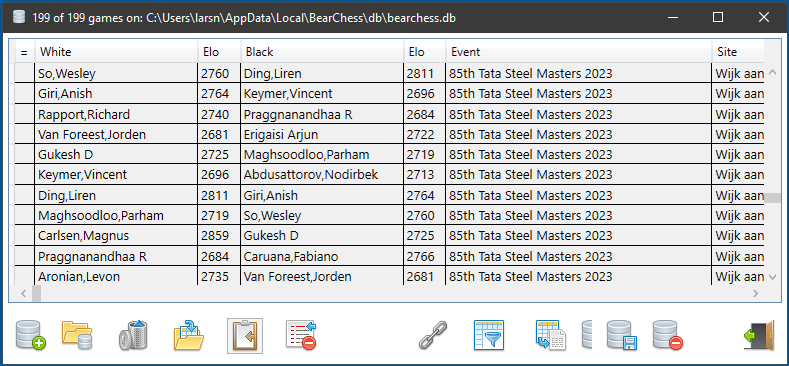 199 of 199 games on: C:\Users\larsn\AppData\Local\BearChess\db\bearchess.db
= White Elo Black Elo Event Site
So,Wesley 2760 Ding,Liren 2811 85th Tata Steel Masters 2023 Wijk aan
Giri,Anish 2764 Keymer,Vincent 2696 85th Tata Steel Masters 2023 Wijk aan
Rapport,Richard 2740 Praggnanandhaa R 2684 85th Tata Steel Masters 2023 Wijk aan
Van Foreest,Jorden 2681 Erigaisi Arjun 2722 85th Tata Steel Masters 2023 Wijk aan
Gukesh D 2725 Maghsoodloo,Parham 2719 85th Tata Steel Masters 2023 Wijk aan
Keymer,Vincent 2696 Abdusattorov,Nodirbek 2713 85th Tata Steel Masters 2023 Wijk aan
Ding,Liren 2811 Giri,Anish 2764 85th Tata Steel Masters 2023 Wijk aan
Maghsoodloo,Parham 2719 So,Wesley 2760 85th Tata Steel Masters 2023 Wijk aan
Carlsen,Magnus 2859 Gukesh D 2725 85th Tata Steel Masters 2023 Wijk aan
Praggnanandhaa R 2684 Caruana,Fabiano 2766 85th Tata Steel Masters 2023 Wijk aan
Aronian,Levon 2735 Van Foreest,Jorden 2681 85th Tata Steel Masters 2023 Wijk aan